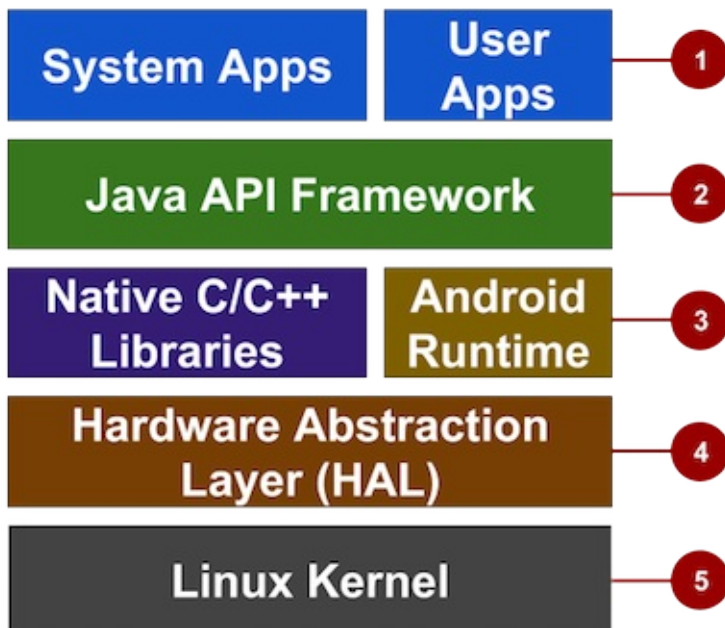 System Apps
User
Apps
1
Java API Framework
2
Native C/C++
Libraries
Android
Runtime
3
Hardware Abstraction
Layer (HAL)
4
Linux Kernel
5